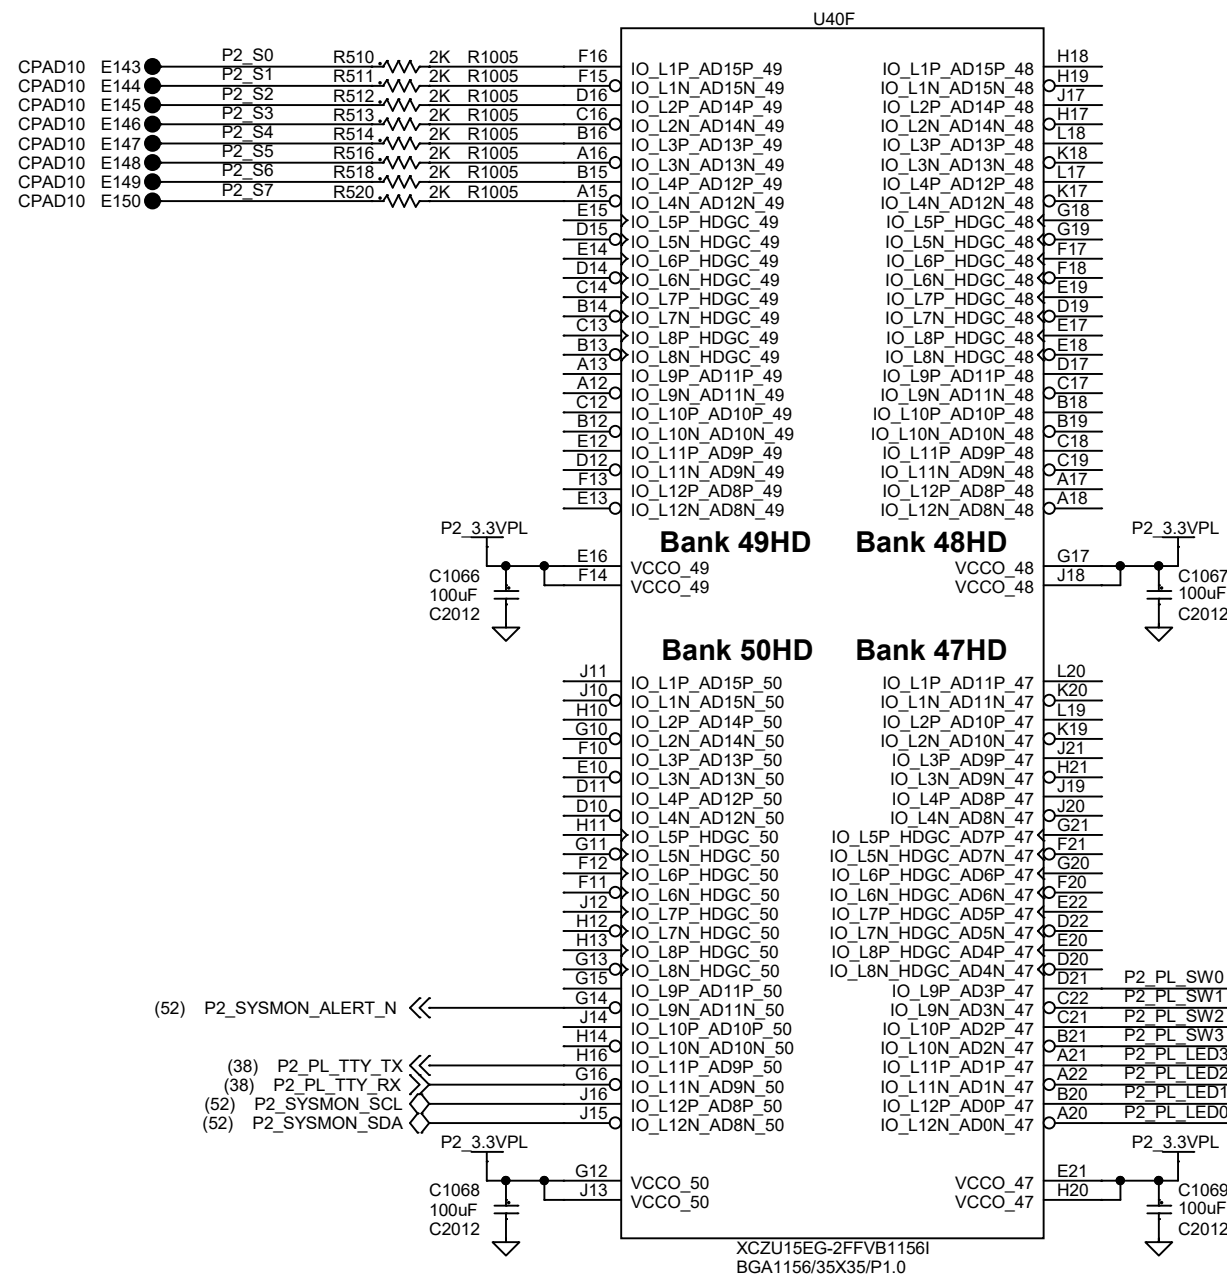 U40F
CPAD10 E143 P2_S0 R510 2K R1005 F16 IO_L1P_AD15P_49 IO_L1P_AD15P_48 H18
CPAD10 E144 P2_S1 R511 2K R1005 F15 IO_L1N_AD15N_49 IO_L1N_AD15N_48 H19
CPAD10 E145 P2_S2 R512 2K R1005 D16 IO_L2P_AD14P_49 IO_L2P_AD14P_48 J17
CPAD10 E146 P2_S3 R513 2K R1005 C16 IO_L2N_AD14N_49 IO_L2N_AD14N_48 H17
CPAD10 E147 P2_S4 R514 2K R1005 B16 IO_L3P_AD13P_49 IO_L3P_AD13P_48 L18
CPAD10 E148 P2_S5 R516 2K R1005 A16 IO_L3N_AD13N_49 IO_L3N_AD13N_48 K18
CPAD10 E149 P2_S6 R518 2K R1005 B15 IO_L4P_AD12P_49 IO_L4P_AD12P_48 L17
CPAD10 E150 P2_S7 R520 2K R1005 A15 IO_L4N_AD12N_49 IO_L4N_AD12N_48 K17
E15 IO_L5P_HDGC_49 IO_L5P_HDGC_48 G18
D15 IO_L5N_HDGC_49 IO_L5N_HDGC_48 G19
E14 IO_L6P_HDGC_49 IO_L6P_HDGC_48 F17
D14 IO_L6N_HDGC_49 IO_L6N_HDGC_48 F18
C14 IO_L7P_HDGC_49 IO_L7P_HDGC_48 E19
B14 IO_L7N_HDGC_49 IO_L7N_HDGC_48 D19
C13 IO_L8P_HDGC_49 IO_L8P_HDGC_48 E17
B13 IO_L8N_HDGC_49 IO_L8N_HDGC_48 E18
A13 IO_L9P_AD11P_49 IO_L9P_AD11P_48 D17
A12 IO_L9N_AD11N_49 IO_L9N_AD11N_48 C17
C12 IO_L10P_AD10P_49 IO_L10P_AD10P_48 B18
B12 IO_L10N_AD10N_49 IO_L10N_AD10N_48 B19
E12 IO_L11P_AD9P_49 IO_L11P_AD9P_48 C18
D12 IO_L11N_AD9N_49 IO_L11N_AD9N_48 C19
F13 IO_L12P_AD8P_49 IO_L12P_AD8P_48 A17
E13 IO_L12N_AD8N_49 IO_L12N_AD8N_48 A18
P2_3.3VPL Bank 49HD Bank 48HD P2_3.3VPL
E16 VCCO_49 VCCO_48 G17
C1066 F14 VCCO_49 VCCO_48 J18 C1067
100uF 100uF
C2012 C2012
Bank 50HD Bank 47HD
J11 IO_L1P_AD15P_50 IO_L1P_AD11P_47 L20
J10 IO_L1N_AD15N_50 IO_L1N_AD11N_47 K20
H10 IO_L2P_AD14P_50 IO_L2P_AD10P_47 L19
G10 IO_L2N_AD14N_50 IO_L2N_AD10N_47 K19
F10 IO_L3P_AD13P_50 IO_L3P_AD9P_47 J21
E10 IO_L3N_AD13N_50 IO_L3N_AD9N_47 H21
D11 IO_L4P_AD12P_50 IO_L4P_AD8P_47 J19
D10 IO_L4N_AD12N_50 IO_L4N_AD8N_47 J20
H11 IO_L5P_HDGC_50 IO_L5P_HDGC_AD7P_47 G21
G11 IO_L5N_HDGC_50 IO_L5N_HDGC_AD7N_47 F21
F12 IO_L6P_HDGC_50 IO_L6P_HDGC_AD6P_47 G20
F11 IO_L6N_HDGC_50 IO_L6N_HDGC_AD6N_47 F20
J12 IO_L7P_HDGC_50 IO_L7P_HDGC_AD5P_47 E22
H12 IO_L7N_HDGC_50 IO_L7N_HDGC_AD5N_47 D22
H13 IO_L8P_HDGC_50 IO_L8P_HDGC_AD4P_47 E20
G13 IO_L8N_HDGC_50 IO_L8N_HDGC_AD4N_47 D20
G15 IO_L9P_AD11P_50 IO_L9P_AD3P_47 D21 P2_PL_SW0
(52) P2_SYSMON_ALERT_N G14 IO_L9N_AD11N_50 IO_L9N_AD3N_47 C22 P2_PL_SW1
J14 IO_L10P_AD10P_50 IO_L10P_AD2P_47 C21 P2_PL_SW2
H14 IO_L10N_AD10N_50 IO_L10N_AD2N_47 B21 P2_PL_SW3
(38) P2_PL_TTY_TX H16 IO_L11P_AD9P_50 IO_L11P_AD1P_47 A21 P2_PL_LED3
(38) P2_PL_TTY_RX G16 IO_L11N_AD9N_50 IO_L11N_AD1N_47 A22 P2_PL_LED2
(52) P2_SYSMON_SCL J16 IO_L12P_AD8P_50 IO_L12P_AD0P_47 B20 P2_PL_LED1
(52) P2_SYSMON_SDA J15 IO_L12N_AD8N_50 IO_L12N_AD0N_47 A20 P2_PL_LED0
P2_3.3VPL P2_3.3VPL
G12 VCCO_50 VCCO_47 E21
C1068 J13 VCCO_50 VCCO_47 H20 C1069
100uF 100uF
C2012 C2012
XCZU15EG-2FFVB1156I
BGA1156/35X35/P1.0